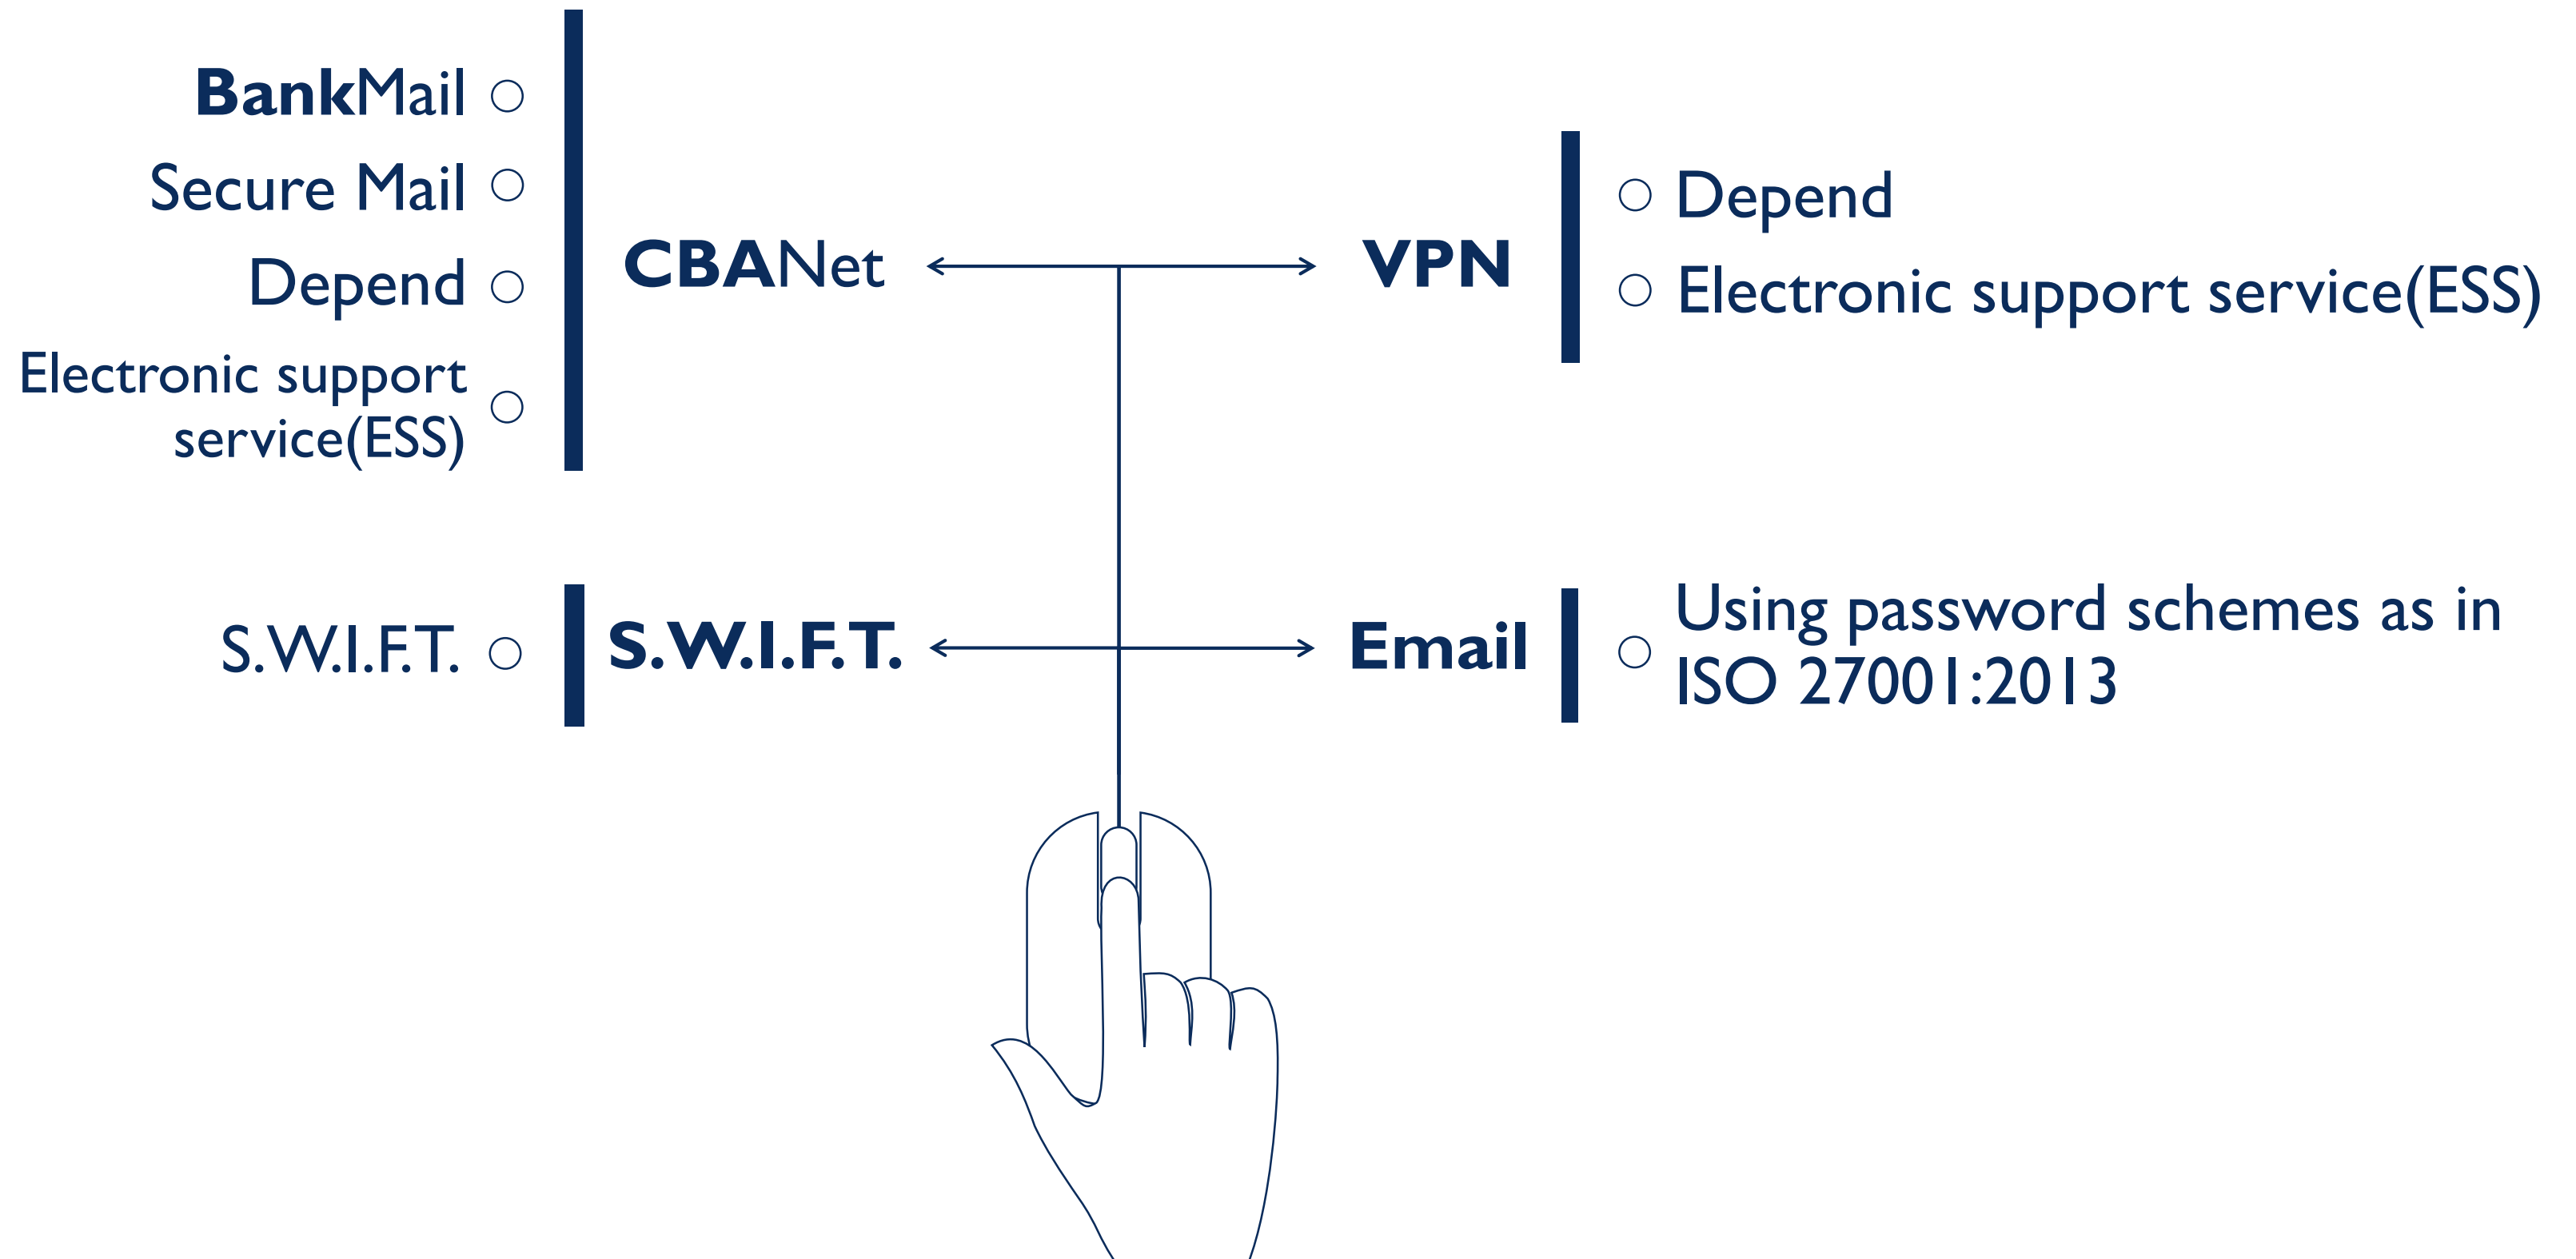 BankMail
Secure Mail
Depend
Electronic support
service(ESS)
CBANet
VPN
Depend
Electronic support service(ESS)
S.W.I.F.T.
S.W.I.F.T.
Email
Using password schemes as in
ISO 27001:2013